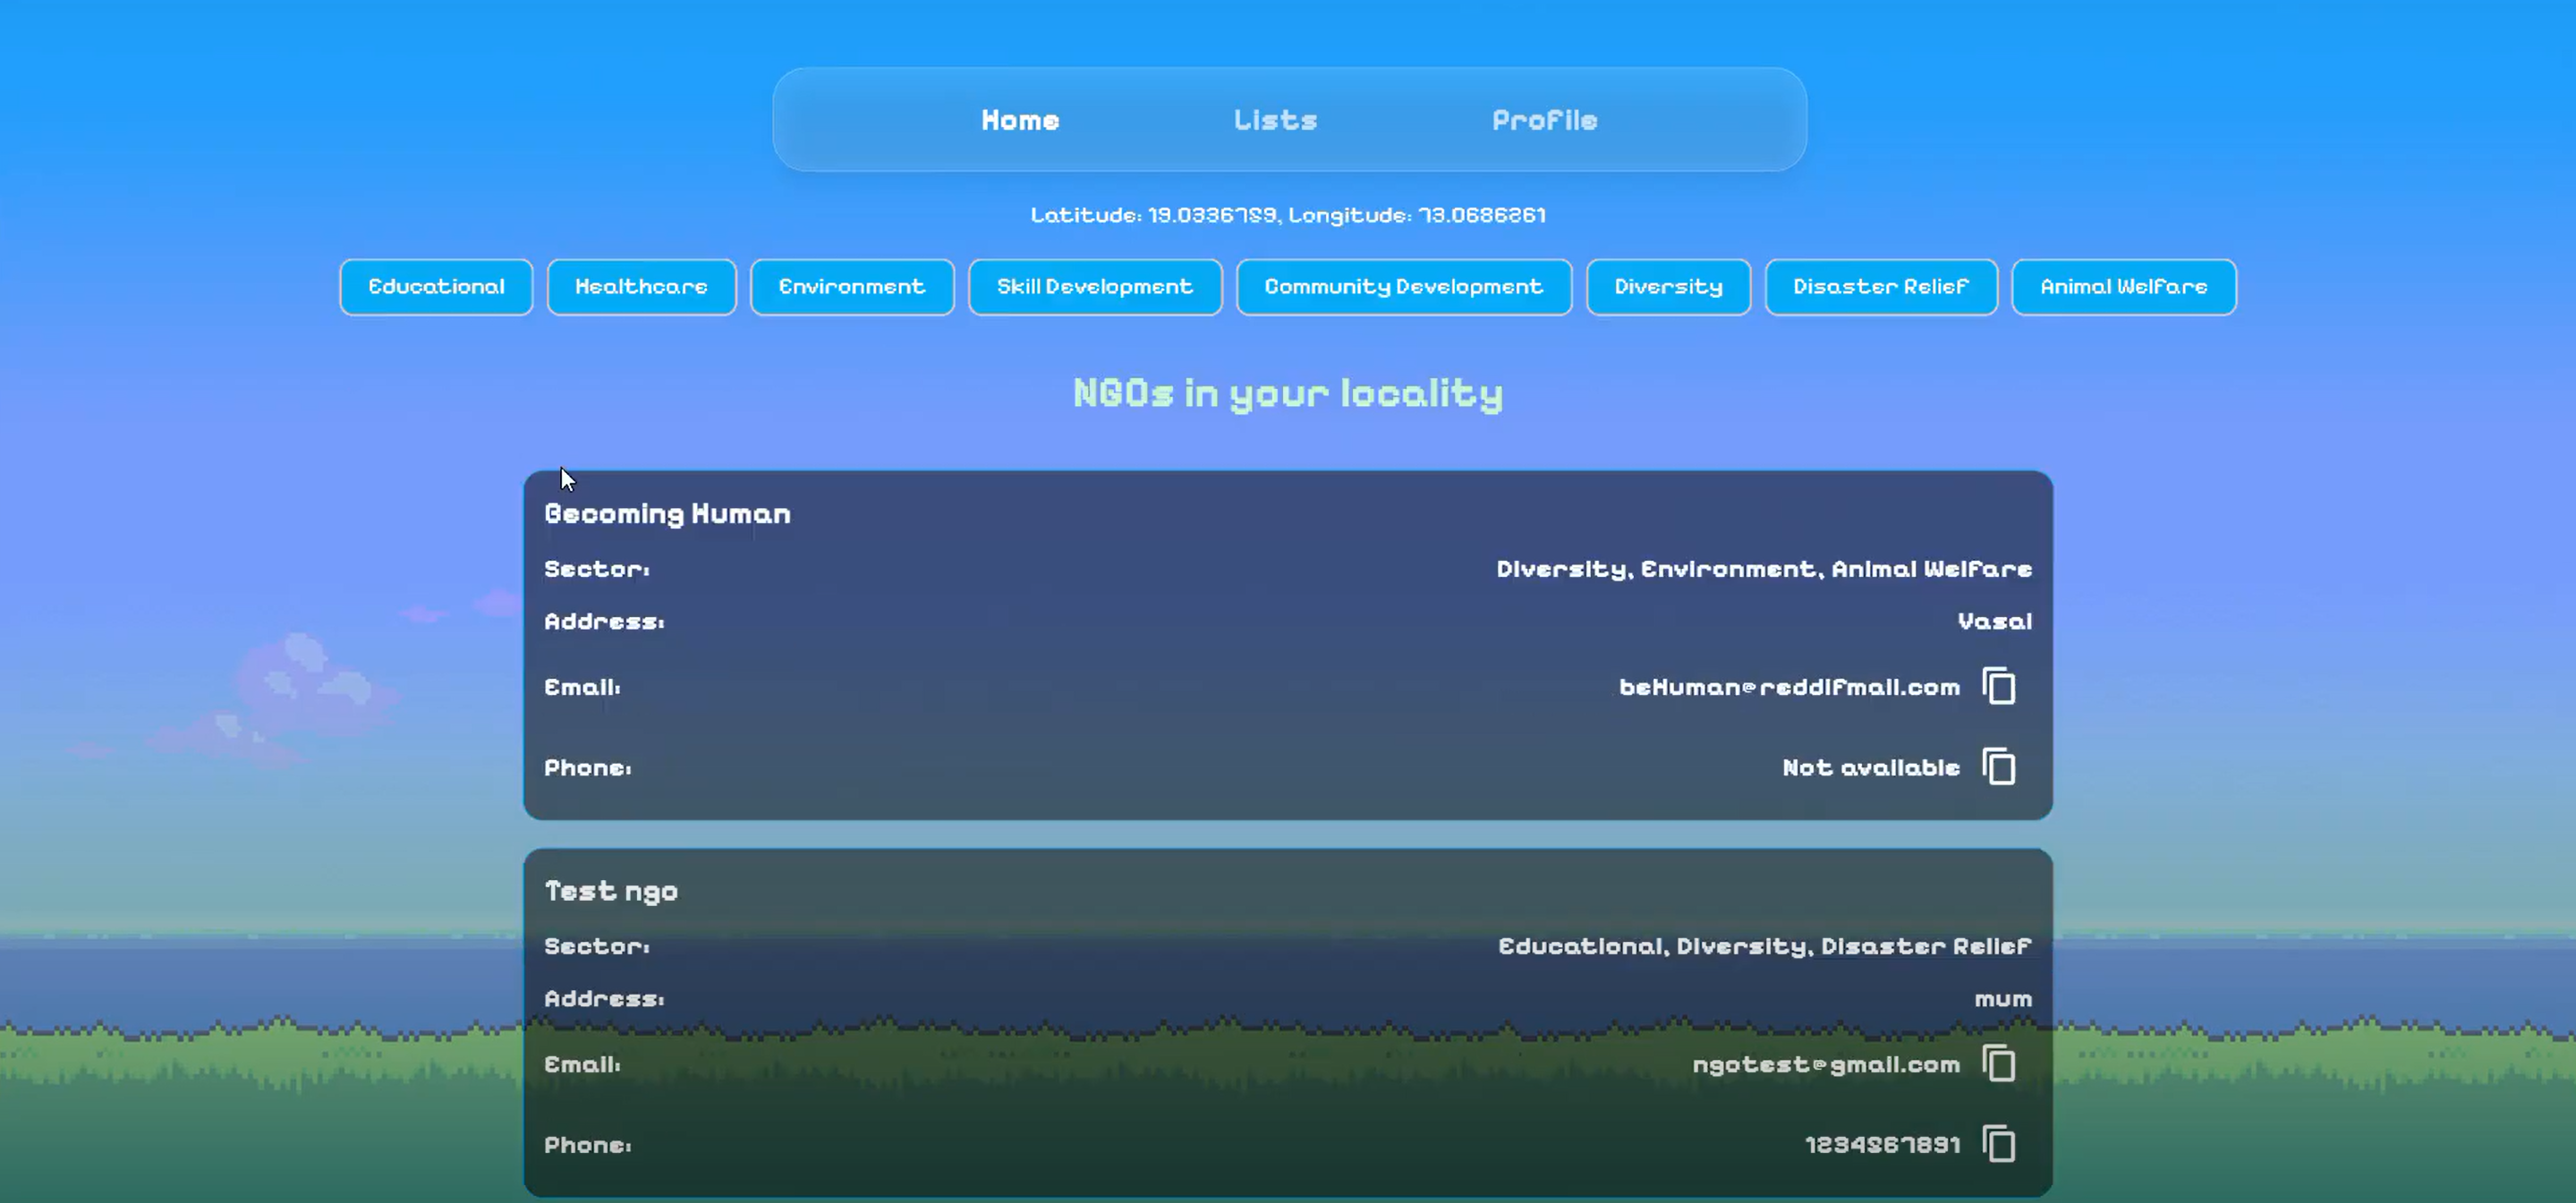 Home Lists Profile
Latitude: 19.0336759, Longitude: 73.0686261
Educational Healthcare Environment Skill Development Community Development Diversity Disaster Relief Animal Welfare
NGOs in your locality
Becoming Human
Sector: Diversity, Environment, Animal Welfare
Address: Vasai
Email: beHuman@reddifmail.com
Phone: Not available
Test ngo
Sector: Educational, Diversity, Disaster Relief
Address: mum
Email: ngotest@gmail.com
Phone: 1234567891